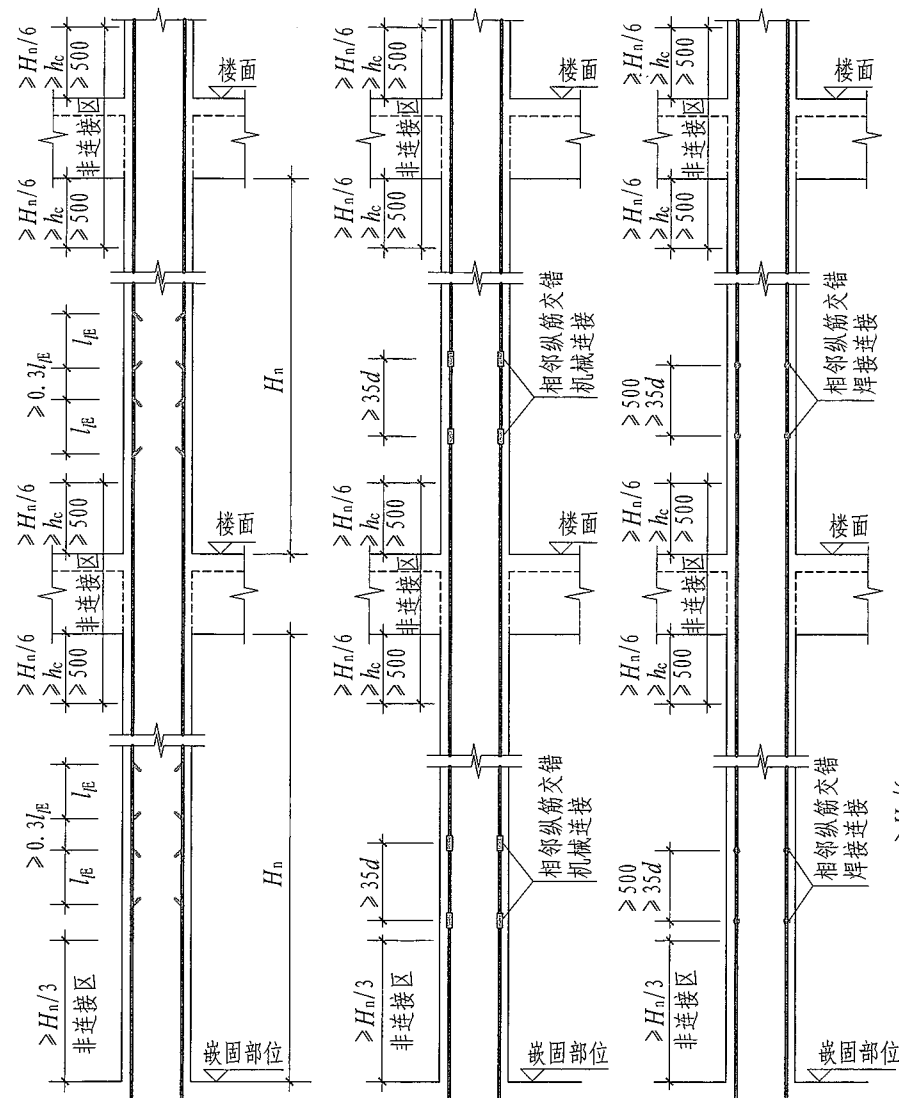 ≥Hn/6
≥hc
≥500
楼面
非连接区
≥Hn/6
≥hc
≥500
≥0.3llE
llE
llE
Hn
≥Hn/6
≥hc
≥500
楼面
非连接区
≥Hn/6
≥hc
≥500
≥0.3llE
llE
llE
Hn
≥Hn/3
非连接区
嵌固部位
≥Hn/6
≥hc
≥500
楼面
非连接区
≥Hn/6
≥hc
≥500
相邻纵筋交错
机械连接
≥35d
≥Hn/6
≥hc
≥500
楼面
非连接区
≥Hn/6
≥hc
≥500
相邻纵筋交错
机械连接
≥35d
≥Hn/3
非连接区
嵌固部位
≥Hn/6
≥hc
≥500
楼面
非连接区
≥Hn/6
≥hc
≥500
相邻纵筋交错
焊接连接
≥500
≥35d
≥Hn/6
≥hc
≥500
楼面
非连接区
≥Hn/6
≥hc
≥500
相邻纵筋交错
焊接连接
≥500
≥35d
≥Hn/3
非连接区
嵌固部位